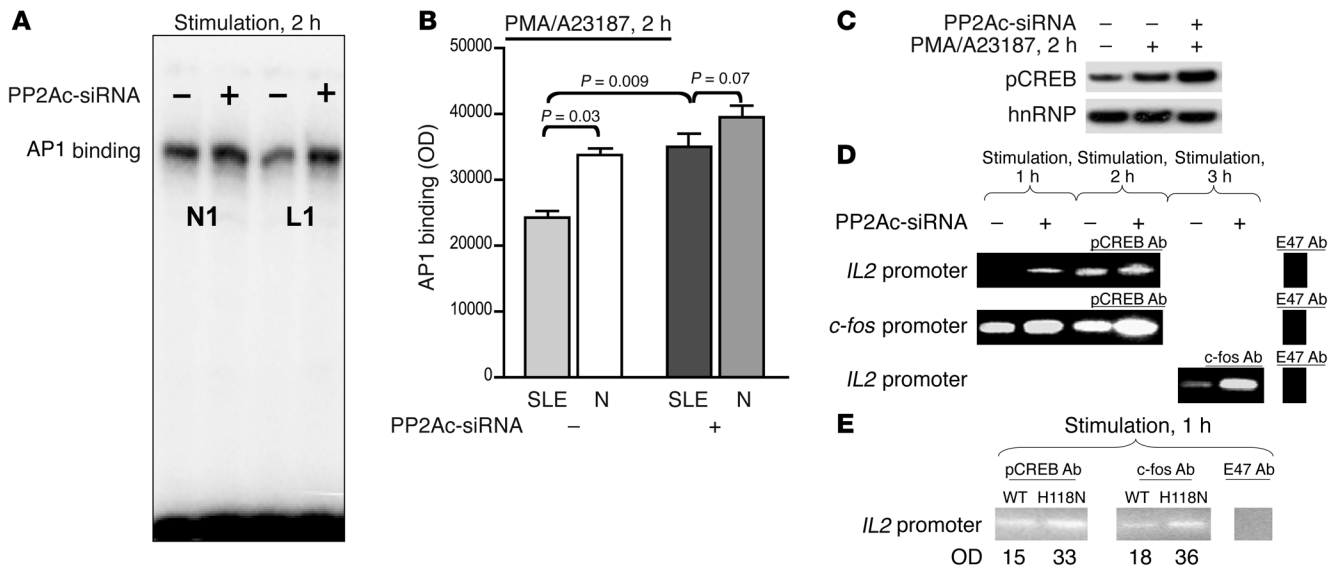 A
Stimulation, 2 h
PP2Ac-siRNA – + – +
AP1 binding
N1 L1
B
PMA/A23187, 2 h
AP1 binding (OD)
50000
40000
30000
20000
10000
0
P = 0.009
P = 0.07
P = 0.03
SLE N SLE N
PP2Ac-siRNA – +
C
PP2Ac-siRNA – – +
PMA/A23187, 2 h – + +
pCREB
hnRNP
D
Stimulation, 1 h
Stimulation, 2 h
Stimulation, 3 h
PP2Ac-siRNA – + – + – +
pCREB Ab E47 Ab
IL2 promoter
pCREB Ab E47 Ab
c-fos promoter
c-fos Ab E47 Ab
IL2 promoter
E
Stimulation, 1 h
pCREB Ab c-fos Ab E47 Ab
WT H118N WT H118N
IL2 promoter
OD 15 33 18 36